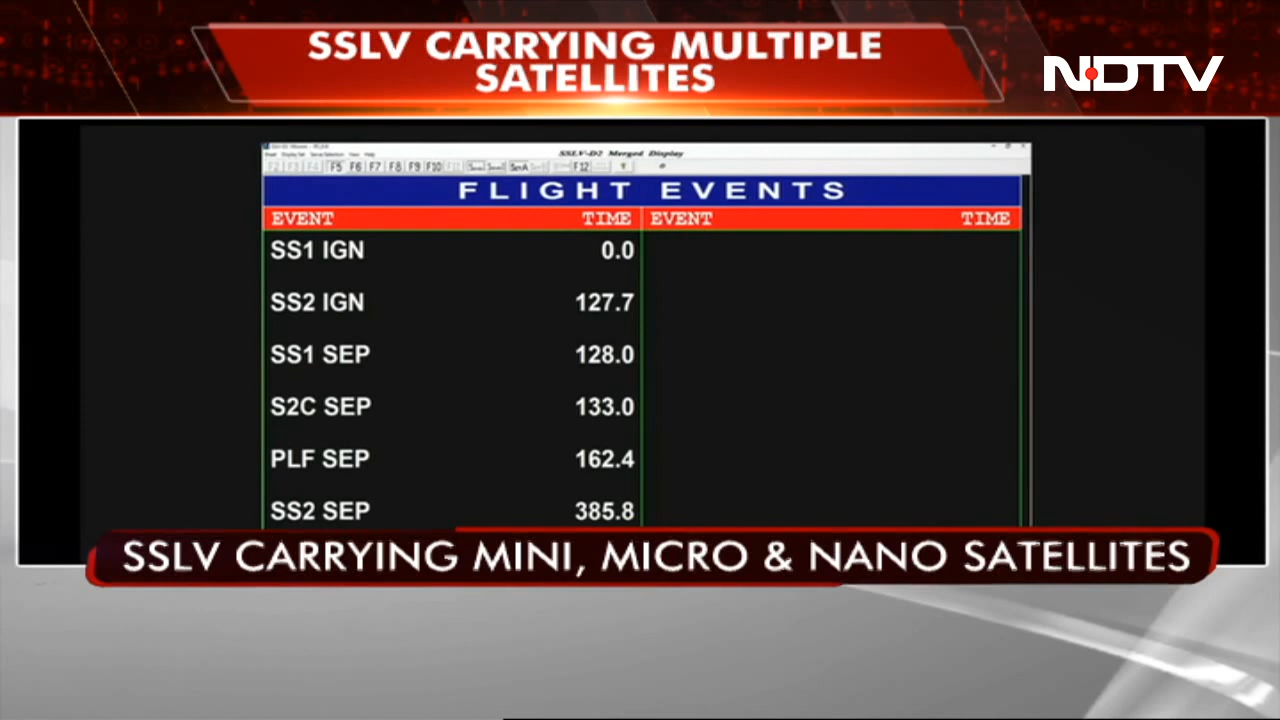 SSLV CARRYING MULTIPLE
SATELLITES
NDTV
SSLV-D2 Merged Display
F5 F6 F7 F8 F9 F10 F12
FLIGHT EVENTS
EVENT TIME EVENT TIME
SS1 IGN 0.0
SS2 IGN 127.7
SS1 SEP 128.0
S2C SEP 133.0
PLF SEP 162.4
SS2 SEP 385.8
SSLV CARRYING MINI, MICRO & NANO SATELLITES